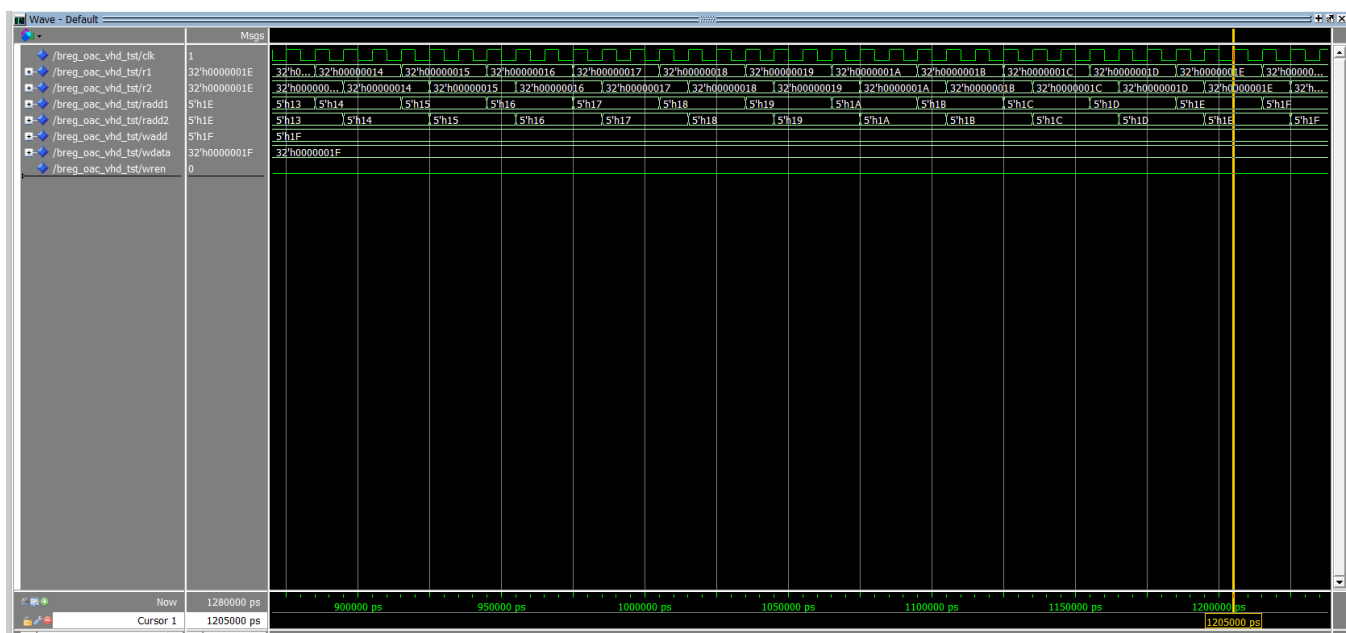 Wave - Default
Msgs
/breg_oac_vhd_tst/clk 1
/breg_oac_vhd_tst/r1 32'h0000001E 32'h0... 32'h00000014 32'h00000015 32'h00000016 32'h00000017 32'h00000018 32'h00000019 32'h0000001A 32'h0000001B 32'h0000001C 32'h0000001D 32'h0000001E 32'h00000...
/breg_oac_vhd_tst/r2 32'h0000001E 32'h000000... 32'h00000014 32'h00000015 32'h00000016 32'h00000017 32'h00000018 32'h00000019 32'h0000001A 32'h0000001B 32'h0000001C 32'h0000001D 32'h0000001E 32'h...
/breg_oac_vhd_tst/radd1 5'h1E 5'h13 5'h14 5'h15 5'h16 5'h17 5'h18 5'h19 5'h1A 5'h1B 5'h1C 5'h1D 5'h1E 5'h1F
/breg_oac_vhd_tst/radd2 5'h1E 5'h13 5'h14 5'h15 5'h16 5'h17 5'h18 5'h19 5'h1A 5'h1B 5'h1C 5'h1D 5'h1E 5'h1F
/breg_oac_vhd_tst/wadd 5'h1F 5'h1F
/breg_oac_vhd_tst/wdata 32'h0000001F 32'h0000001F
/breg_oac_vhd_tst/wren 0
Now 1280000 ps 900000 ps 950000 ps 1000000 ps 1050000 ps 1100000 ps 1150000 ps 1200000 ps
Cursor 1 1205000 ps 1205000 ps